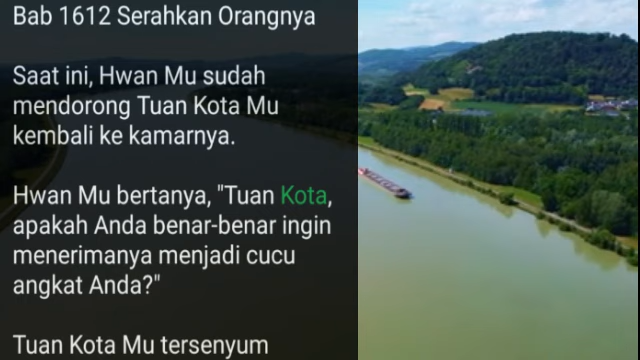 Bab 1612 Serahkan Orangnya
Saat ini, Hwan Mu sudah
mendorong Tuan Kota Mu
kembali ke kamarnya.
Hwan Mu bertanya, "Tuan Kota,
apakah Anda benar-benar ingin
menerimanya menjadi cucu
angkat Anda?"
Tuan Kota Mu tersenyum